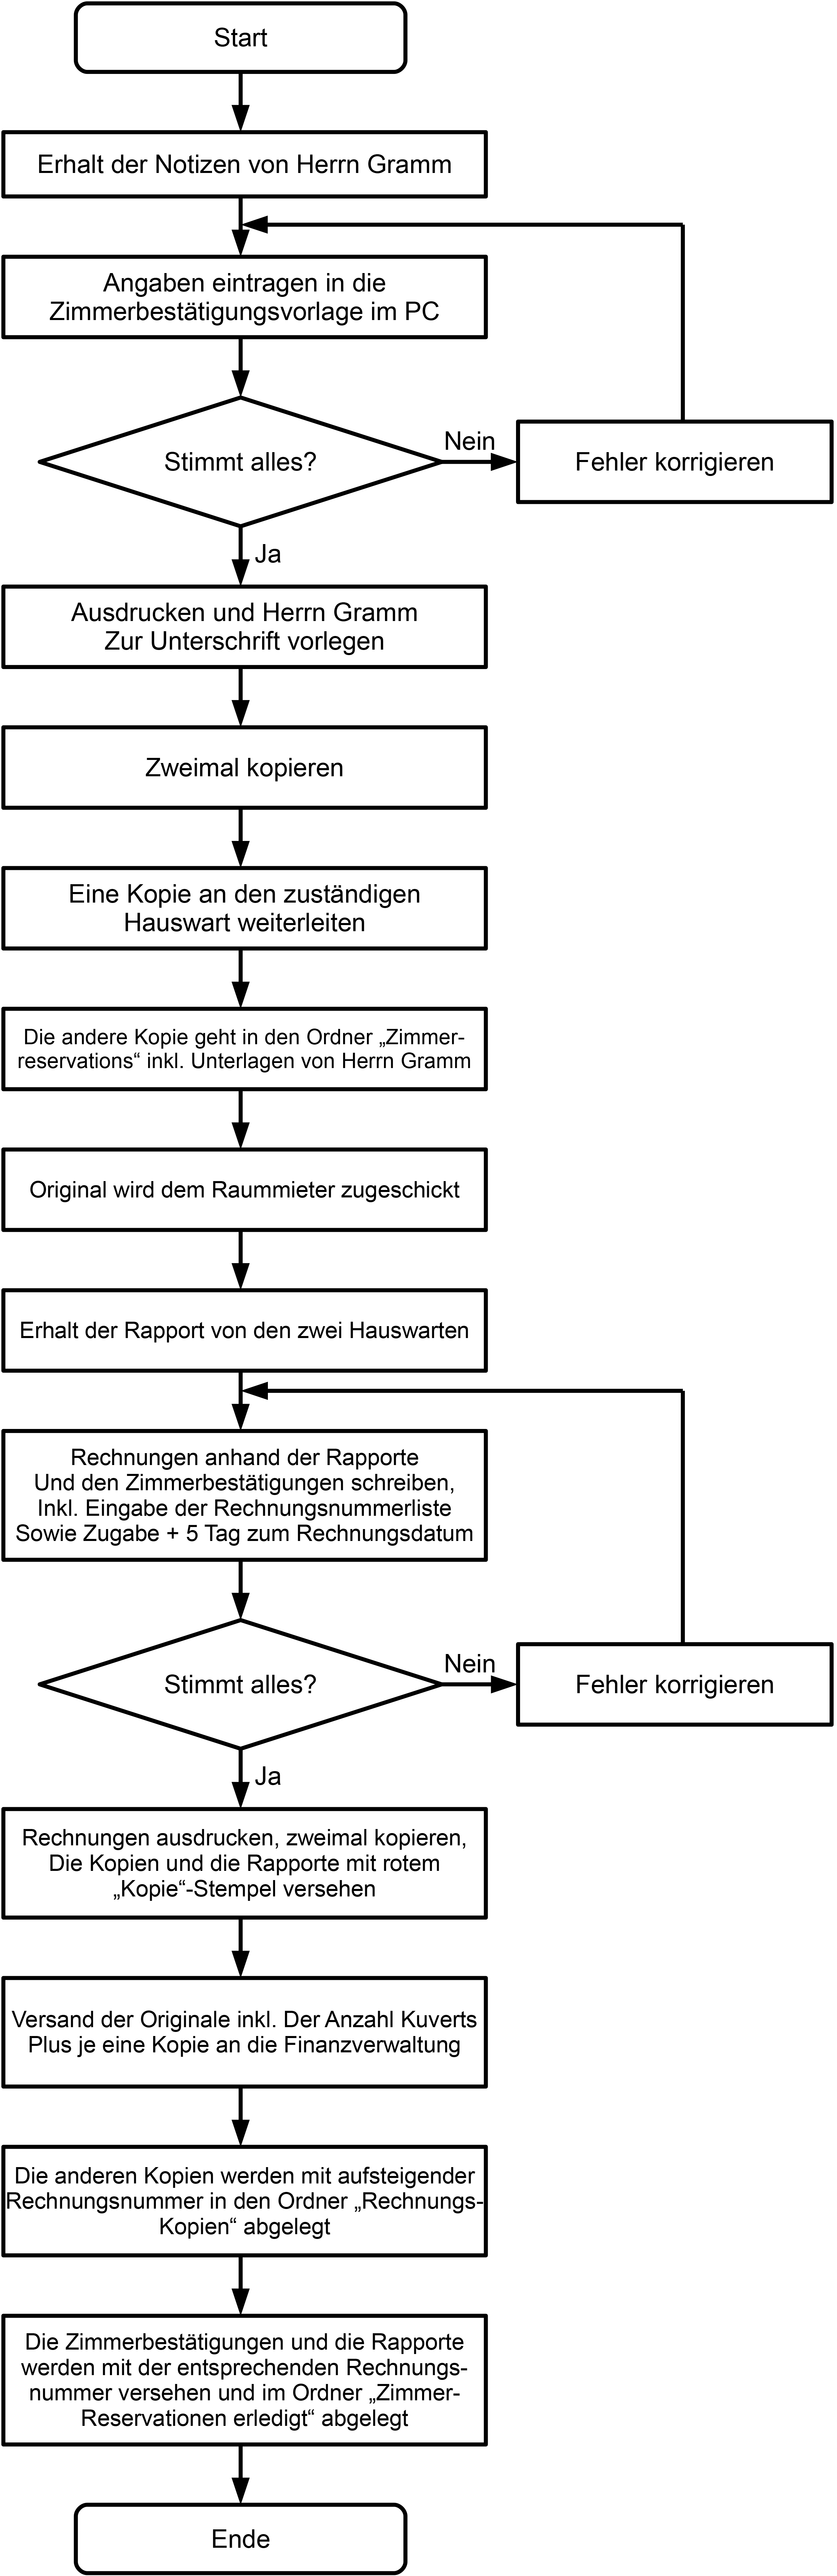 Start
Erhalt der Notizen von Herrn Gramm
Angaben eintragen in die
Zimmerbestätigungsvorlage im PC
Stimmt alles?
Nein
Fehler korrigieren
Ja
Ausdrucken und Herrn Gramm
Zur Unterschrift vorlegen
Zweimal kopieren
Eine Kopie an den zuständigen
Hauswart weiterleiten
Die andere Kopie geht in den Ordner „Zimmer-
reservations“ inkl. Unterlagen von Herrn Gramm
Original wird dem Raummieter zugeschickt
Erhalt der Rapport von den zwei Hauswarten
Rechnungen anhand der Rapporte
Und den Zimmerbestätigungen schreiben,
Inkl. Eingabe der Rechnungsnummerliste
Sowie Zugabe + 5 Tag zum Rechnungsdatum
Stimmt alles?
Nein
Fehler korrigieren
Ja
Rechnungen ausdrucken, zweimal kopieren,
Die Kopien und die Rapporte mit rotem
„Kopie“-Stempel versehen
Versand der Originale inkl. Der Anzahl Kuverts
Plus je eine Kopie an die Finanzverwaltung
Die anderen Kopien werden mit aufsteigender
Rechnungsnummer in den Ordner „Rechnungs-
Kopien“ abgelegt
Die Zimmerbestätigungen und die Rapporte
werden mit der entsprechenden Rechnungs-
nummer versehen und im Ordner „Zimmer-
Reservationen erledigt“ abgelegt
Ende